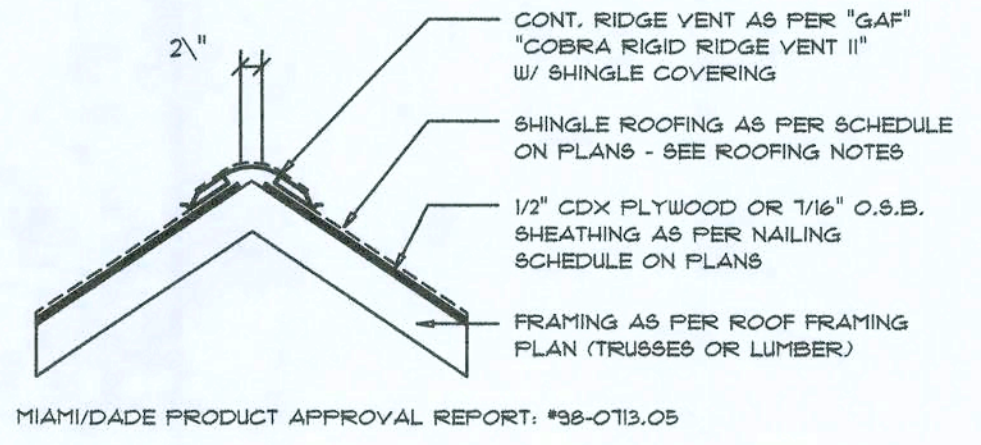 2\"
CONT. RIDGE VENT AS PER "GAF"
"COBRA RIGID RIDGE VENT II"
W/ SHINGLE COVERING
SHINGLE ROOFING AS PER SCHEDULE
ON PLANS - SEE ROOFING NOTES
1/2" CDX PLYWOOD OR 7/16" O.S.B.
SHEATHING AS PER NAILING
SCHEDULE ON PLANS
FRAMING AS PER ROOF FRAMING
PLAN (TRUSSES OR LUMBER)
MIAMI/DADE PRODUCT APPROVAL REPORT: #98-0713.05